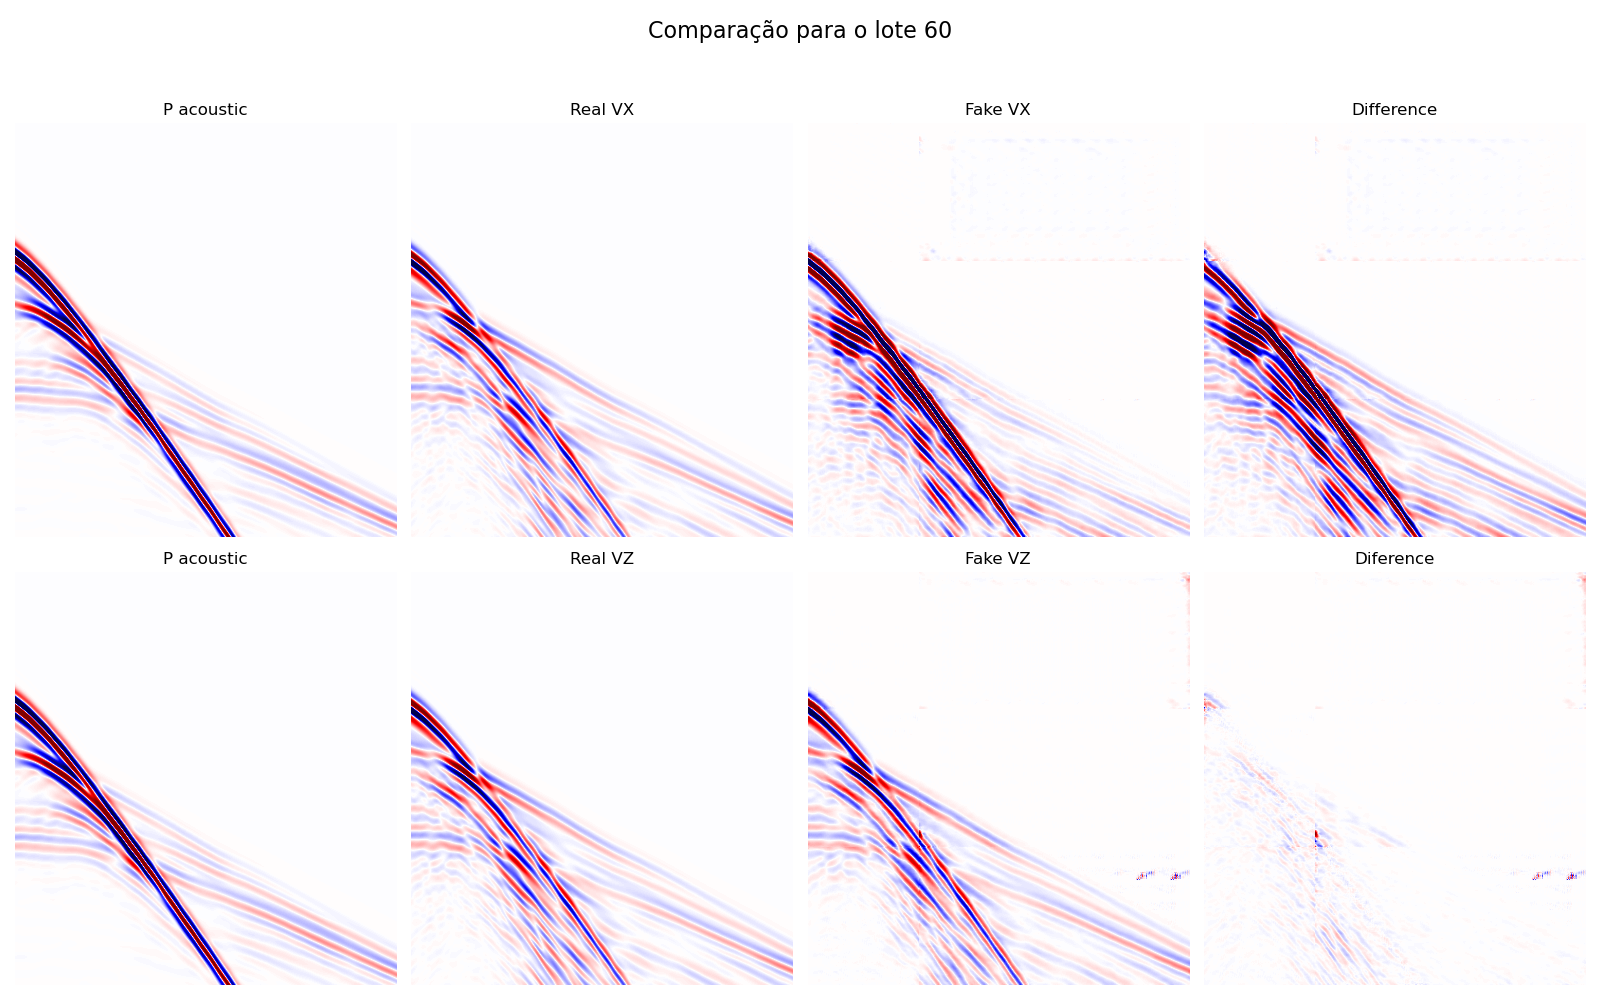 Comparação para o lote 60
P acoustic
Real VX
Fake VX
Difference
P acoustic
Real VZ
Fake VZ
Diference